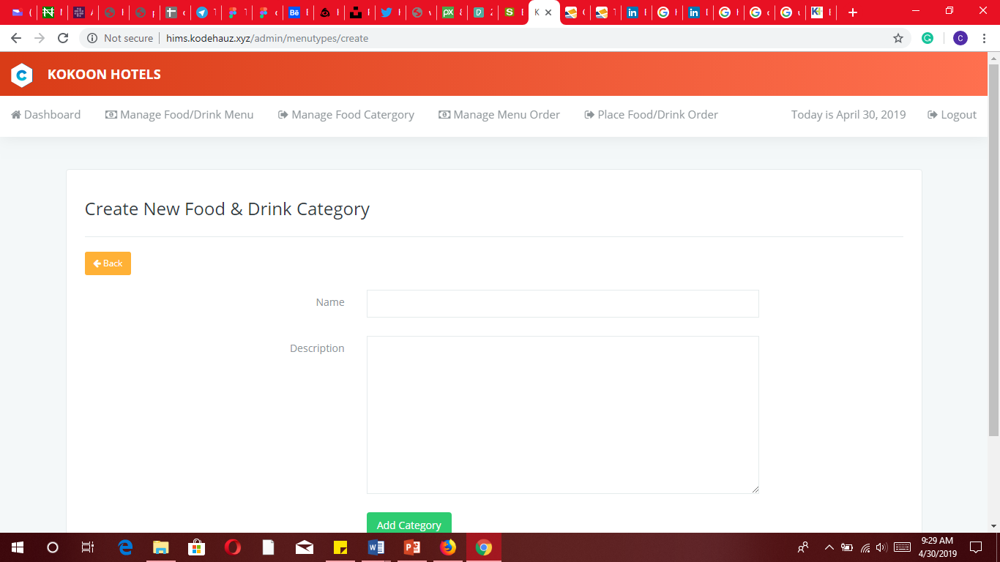 Not secure | hims.kodehauz.xyz/admin/menutypes/create
KOKOON HOTELS
Dashboard Manage Food/Drink Menu Manage Food Catergory Manage Menu Order Place Food/Drink Order Today is April 30, 2019 Logout
Create New Food & Drink Category
Back
Name
Description
Add Category
9:29 AM
4/30/2019